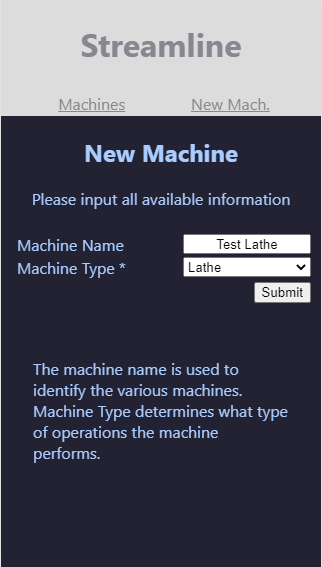 Streamline
Machines New Mach.
New Machine
Please input all available information
Machine Name Test Lathe
Machine Type * Lathe
Submit
The machine name is used to
identify the various machines.
Machine Type determines what type
of operations the machine
performs.